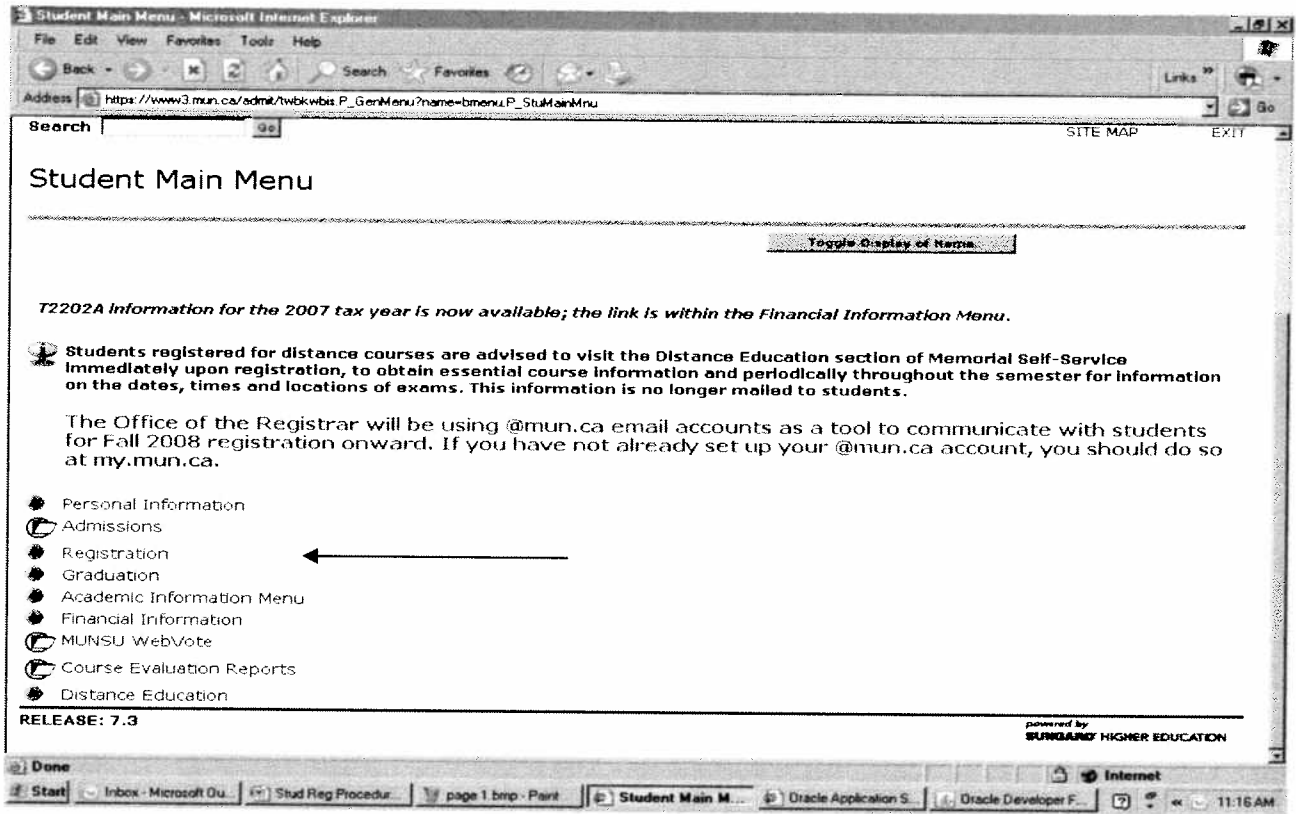 Student Main Menu - Microsoft Internet Explorer
File Edit View Favorites Tools Help
Back Search Favorites Links »
Address https://www3.mun.ca/admit/twbkwbis.P_GenMenu?name=bmenu.P_StuMainMnu Go
Search Go SITE MAP EXIT
Student Main Menu
Toggle Display of Name
T2202A information for the 2007 tax year is now available; the link is within the Financial Information Menu.
Students registered for distance courses are advised to visit the Distance Education section of Memorial Self-Service
immediately upon registration, to obtain essential course information and periodically throughout the semester for information
on the dates, times and locations of exams. This information is no longer mailed to students.
The Office of the Registrar will be using @mun.ca email accounts as a tool to communicate with students
for Fall 2008 registration onward. If you have not already set up your @mun.ca account, you should do so
at my.mun.ca.
Personal Information
Admissions
Registration
Graduation
Academic Information Menu
Financial Information
MUNSU WebVote
Course Evaluation Reports
Distance Education
RELEASE: 7.3
powered by
SUNGARD HIGHER EDUCATION
Done Internet
Start Inbox - Microsoft Ou... Stud Reg Procedur... page 1.bmp - Paint Student Main M... Oracle Application S... Oracle Developer F... « 11:16 AM